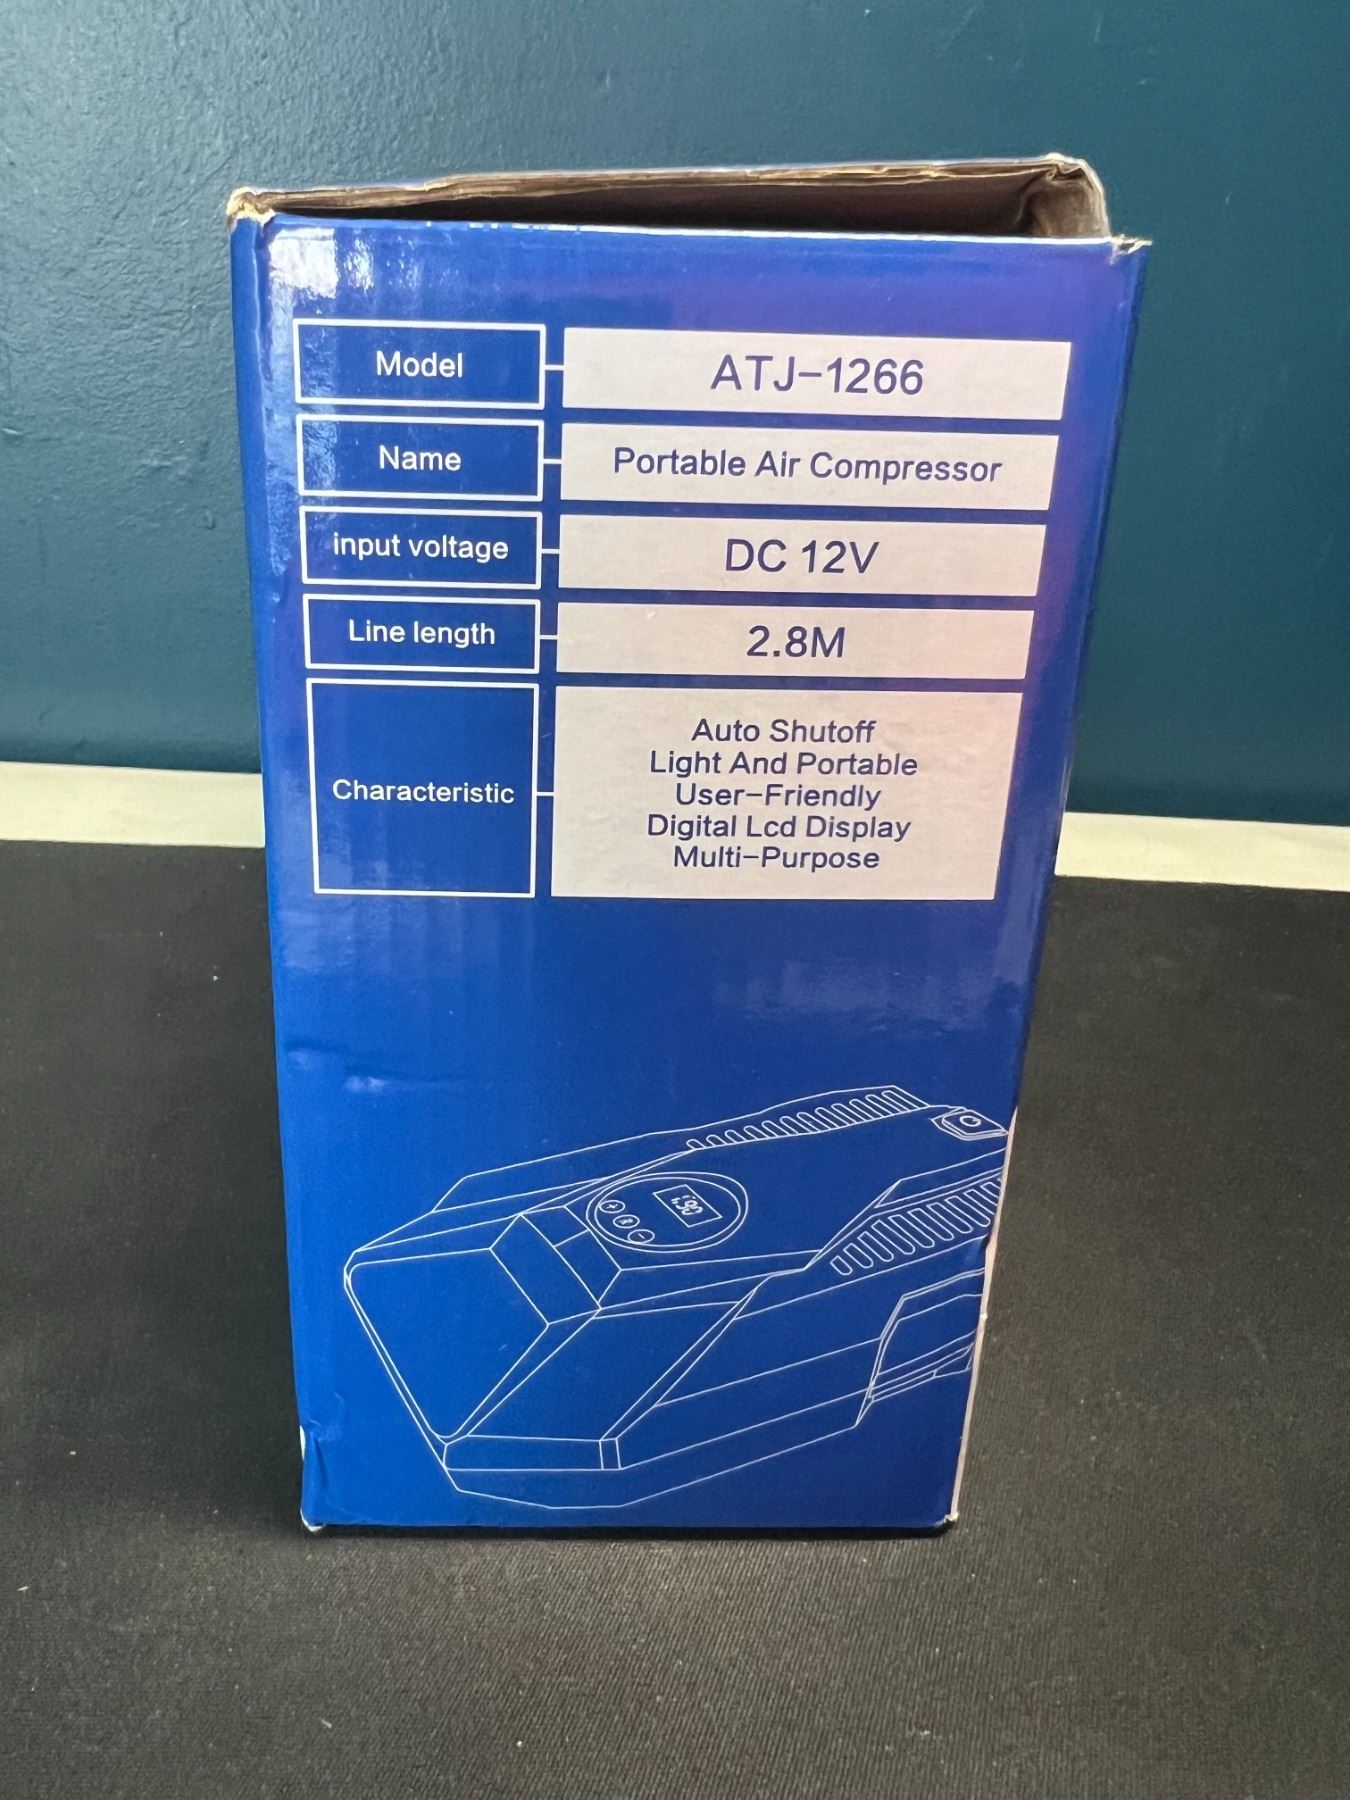 Model
ATJ-1266
Name
Portable Air Compressor
input voltage
DC 12V
Line length
2.8M
Characteristic
Auto Shutoff
Light And Portable
User-Friendly
Digital Lcd Display
Multi-Purpose